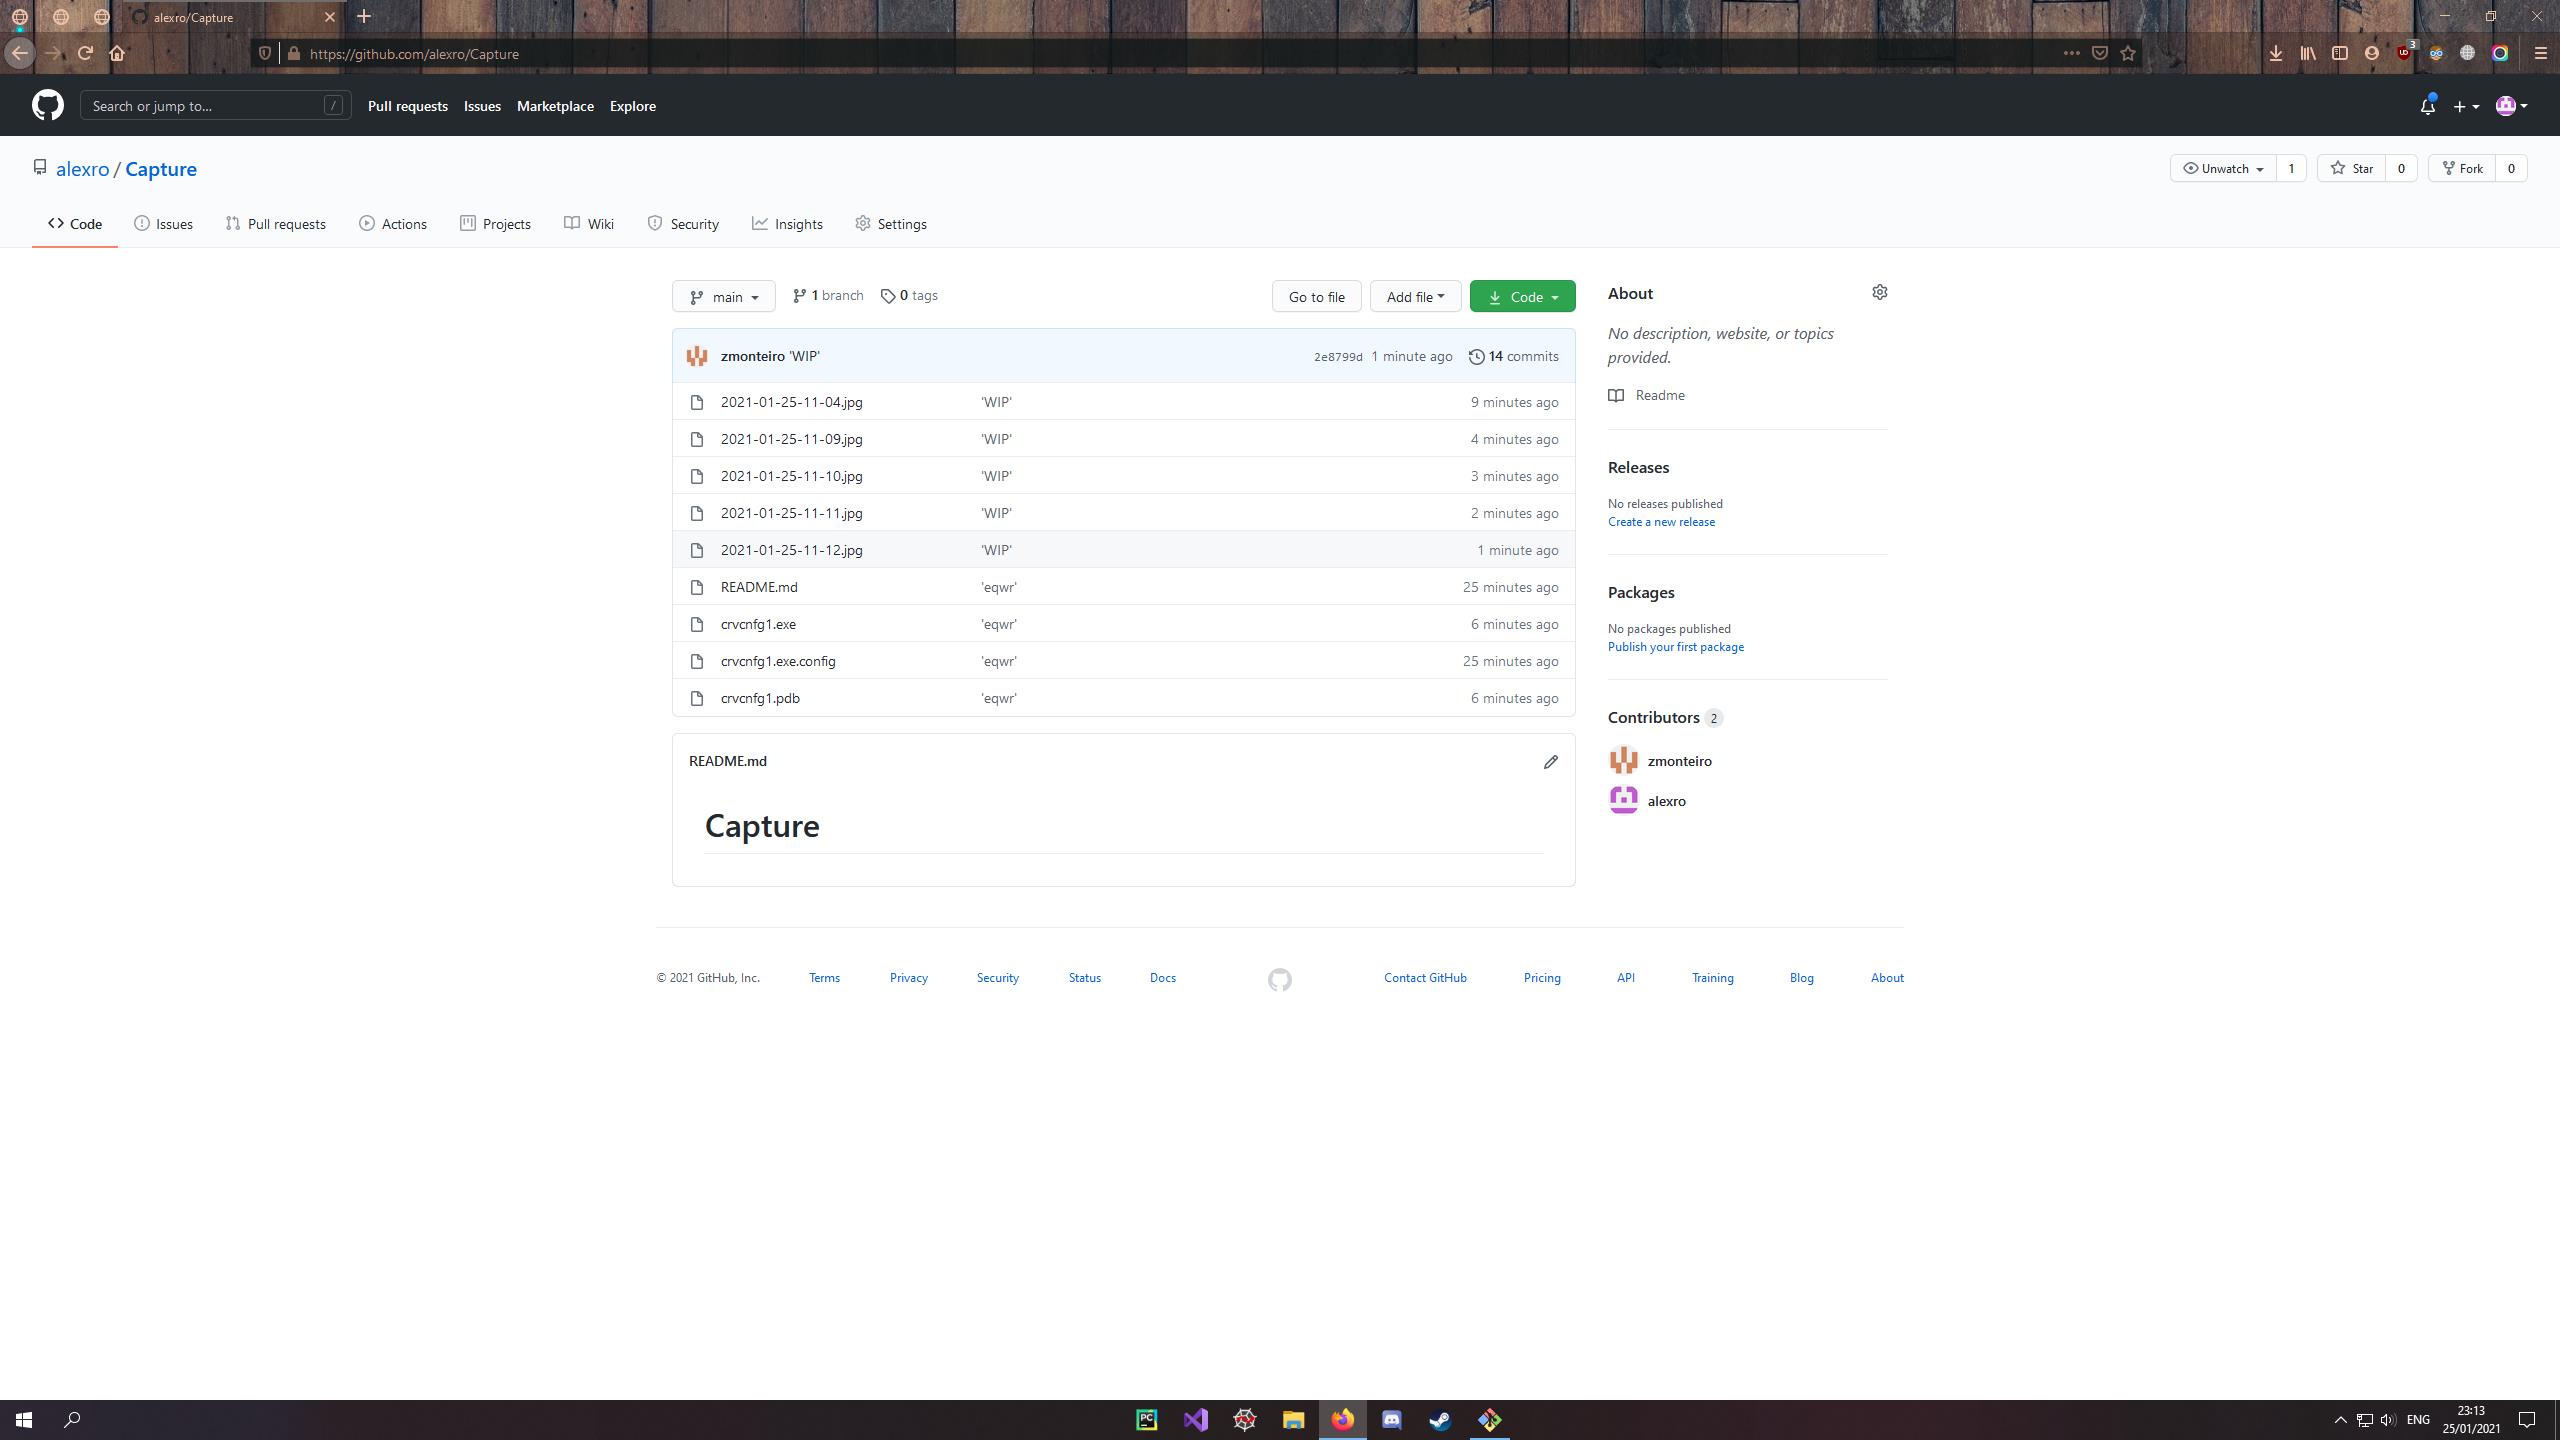 alexro/Capture
https://github.com/alexro/Capture
3
Search or jump to... /
Pull requests Issues Marketplace Explore
alexro / Capture
Unwatch 1 Star 0 Fork 0
Code Issues Pull requests Actions Projects Wiki Security Insights Settings
main 1 branch 0 tags Go to file Add file Code
zmonteiro 'WIP' 2e8799d 1 minute ago 14 commits
2021-01-25-11-04.jpg 'WIP' 9 minutes ago
2021-01-25-11-09.jpg 'WIP' 4 minutes ago
2021-01-25-11-10.jpg 'WIP' 3 minutes ago
2021-01-25-11-11.jpg 'WIP' 2 minutes ago
2021-01-25-11-12.jpg 'WIP' 1 minute ago
README.md 'eqwr' 25 minutes ago
crvcnfg1.exe 'eqwr' 6 minutes ago
crvcnfg1.exe.config 'eqwr' 25 minutes ago
crvcnfg1.pdb 'eqwr' 6 minutes ago
README.md
Capture
About
No description, website, or topics
provided.
Readme
Releases
No releases published
Create a new release
Packages
No packages published
Publish your first package
Contributors 2
zmonteiro
alexro
© 2021 GitHub, Inc. Terms Privacy Security Status Docs Contact GitHub Pricing API Training Blog About
PC
ENG
23:13
25/01/2021